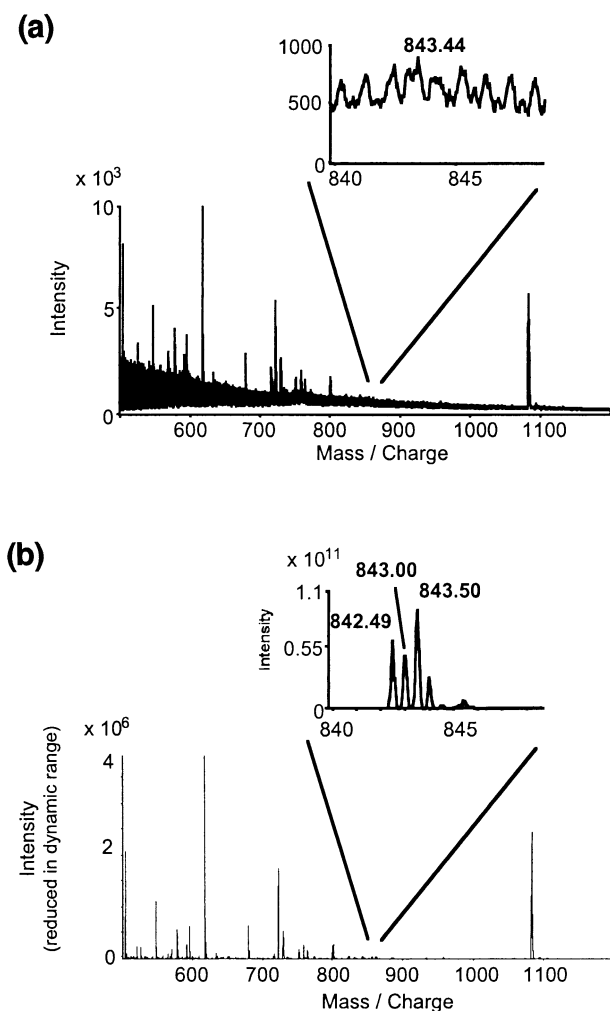 (a)
843.44
1000
500
0
840 845
x 10³
10
5
0
Intensity
600 700 800 900 1000 1100
Mass / Charge
(b)
x 10¹¹
843.00
843.50
842.49
1.1
0.55
0
Intensity
840 845
x 10⁶
4
2
0
Intensity
(reduced in dynamic range)
600 700 800 900 1000 1100
Mass / Charge